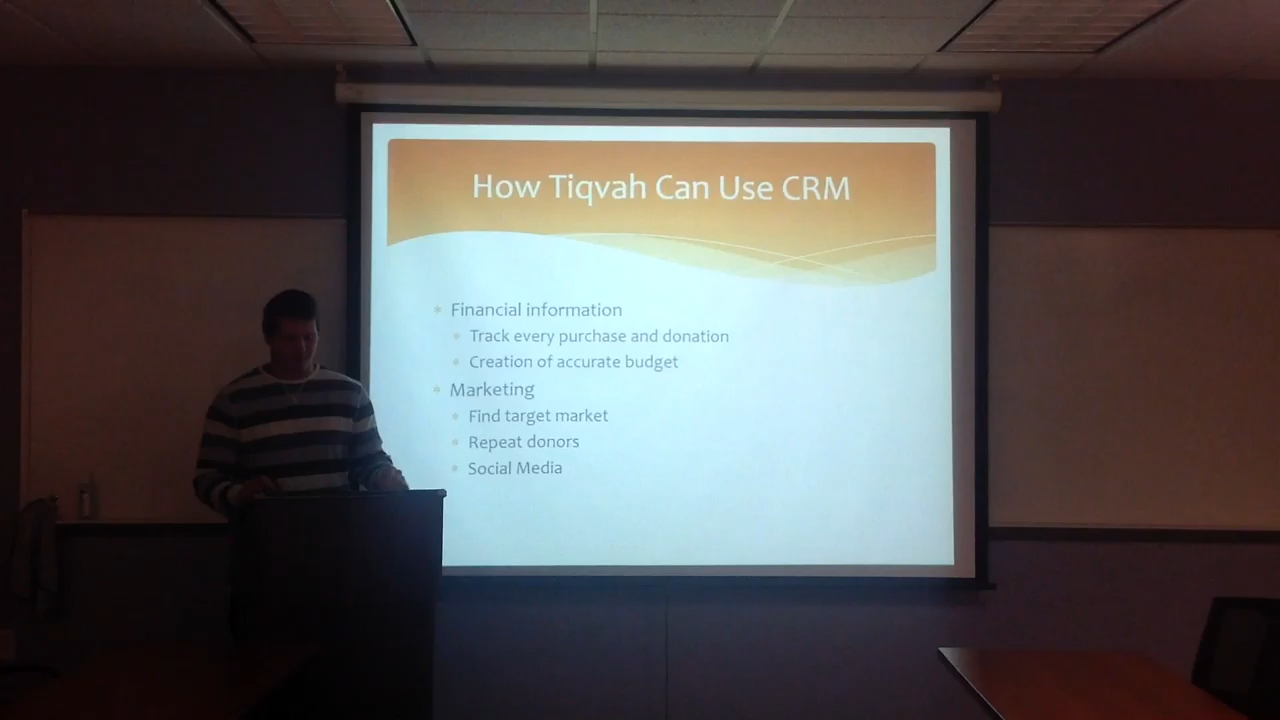 How Tiqvah Can Use CRM
Financial information
Track every purchase and donation
Creation of accurate budget
Marketing
Find target market
Repeat donors
Social Media